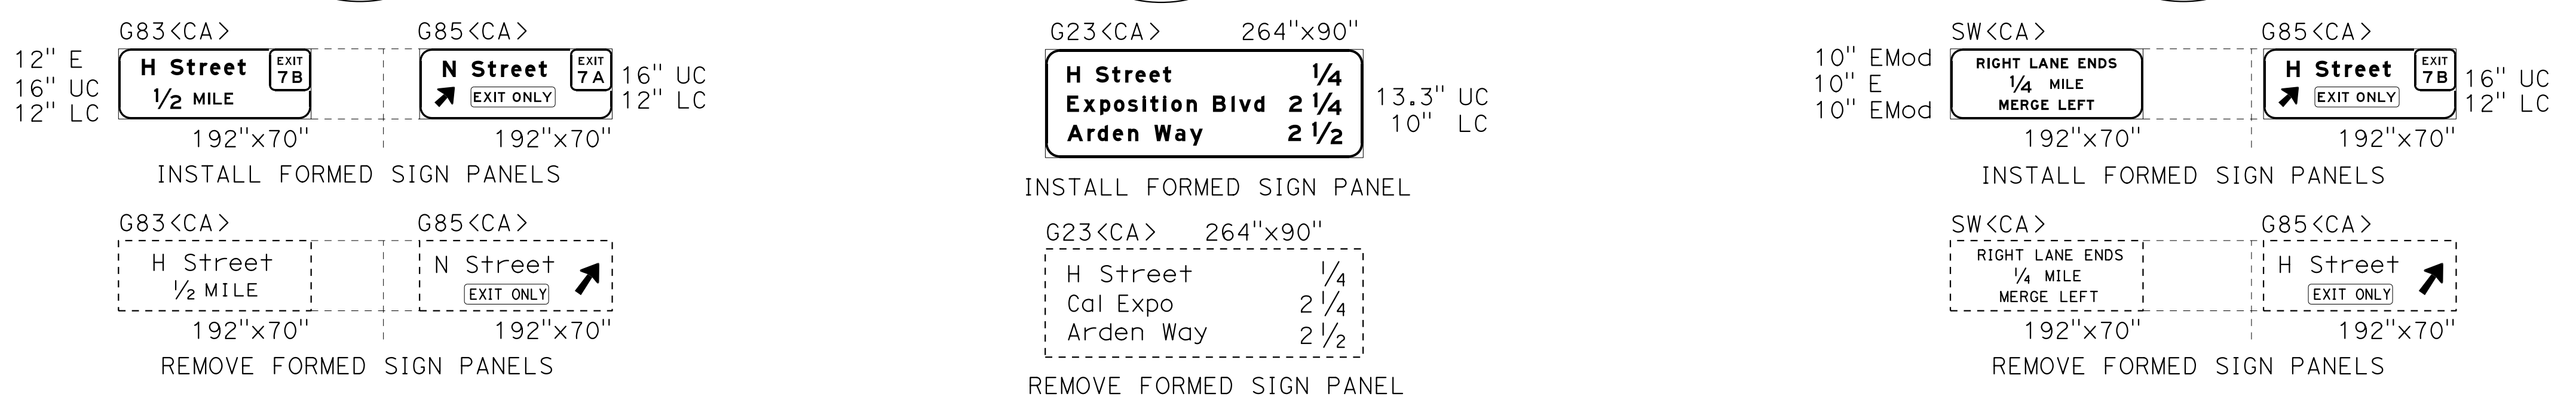 G83<CA>
12" E
16" UC
12" LC
H Street
1/2 MILE
EXIT
7B
192"x70"
G85<CA>
N Street
EXIT ONLY
EXIT
7A
16" UC
12" LC
192"x70"
INSTALL FORMED SIGN PANELS
G83<CA>
H Street
1/2 MILE
192"x70"
G85<CA>
N Street
EXIT ONLY
192"x70"
REMOVE FORMED SIGN PANELS
G23<CA> 264"x90"
H Street 1/4
Exposition Blvd 2 1/4
Arden Way 2 1/2
13.3" UC
10" LC
INSTALL FORMED SIGN PANEL
G23<CA> 264"x90"
H Street 1/4
Cal Expo 2 1/4
Arden Way 2 1/2
REMOVE FORMED SIGN PANEL
SW<CA>
10" EMod
10" E
10" EMod
RIGHT LANE ENDS
1/4 MILE
MERGE LEFT
192"x70"
G85<CA>
H Street
EXIT ONLY
EXIT
7B
16" UC
12" LC
192"x70"
INSTALL FORMED SIGN PANELS
SW<CA>
RIGHT LANE ENDS
1/4 MILE
MERGE LEFT
192"x70"
G85<CA>
H Street
EXIT ONLY
192"x70"
REMOVE FORMED SIGN PANELS